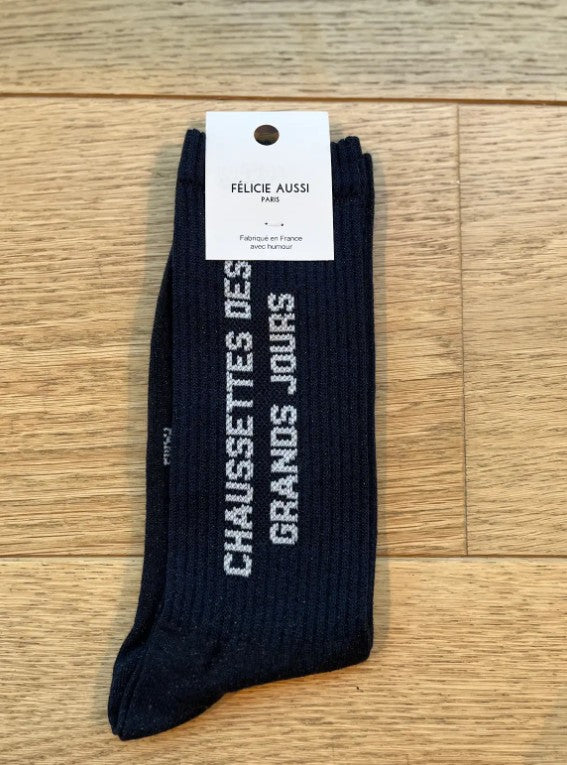 FÉLICIE AUSSI
PARIS
Fabriqué en France
avec humour
CHAUSSETTES DES
GRANDS JOURS